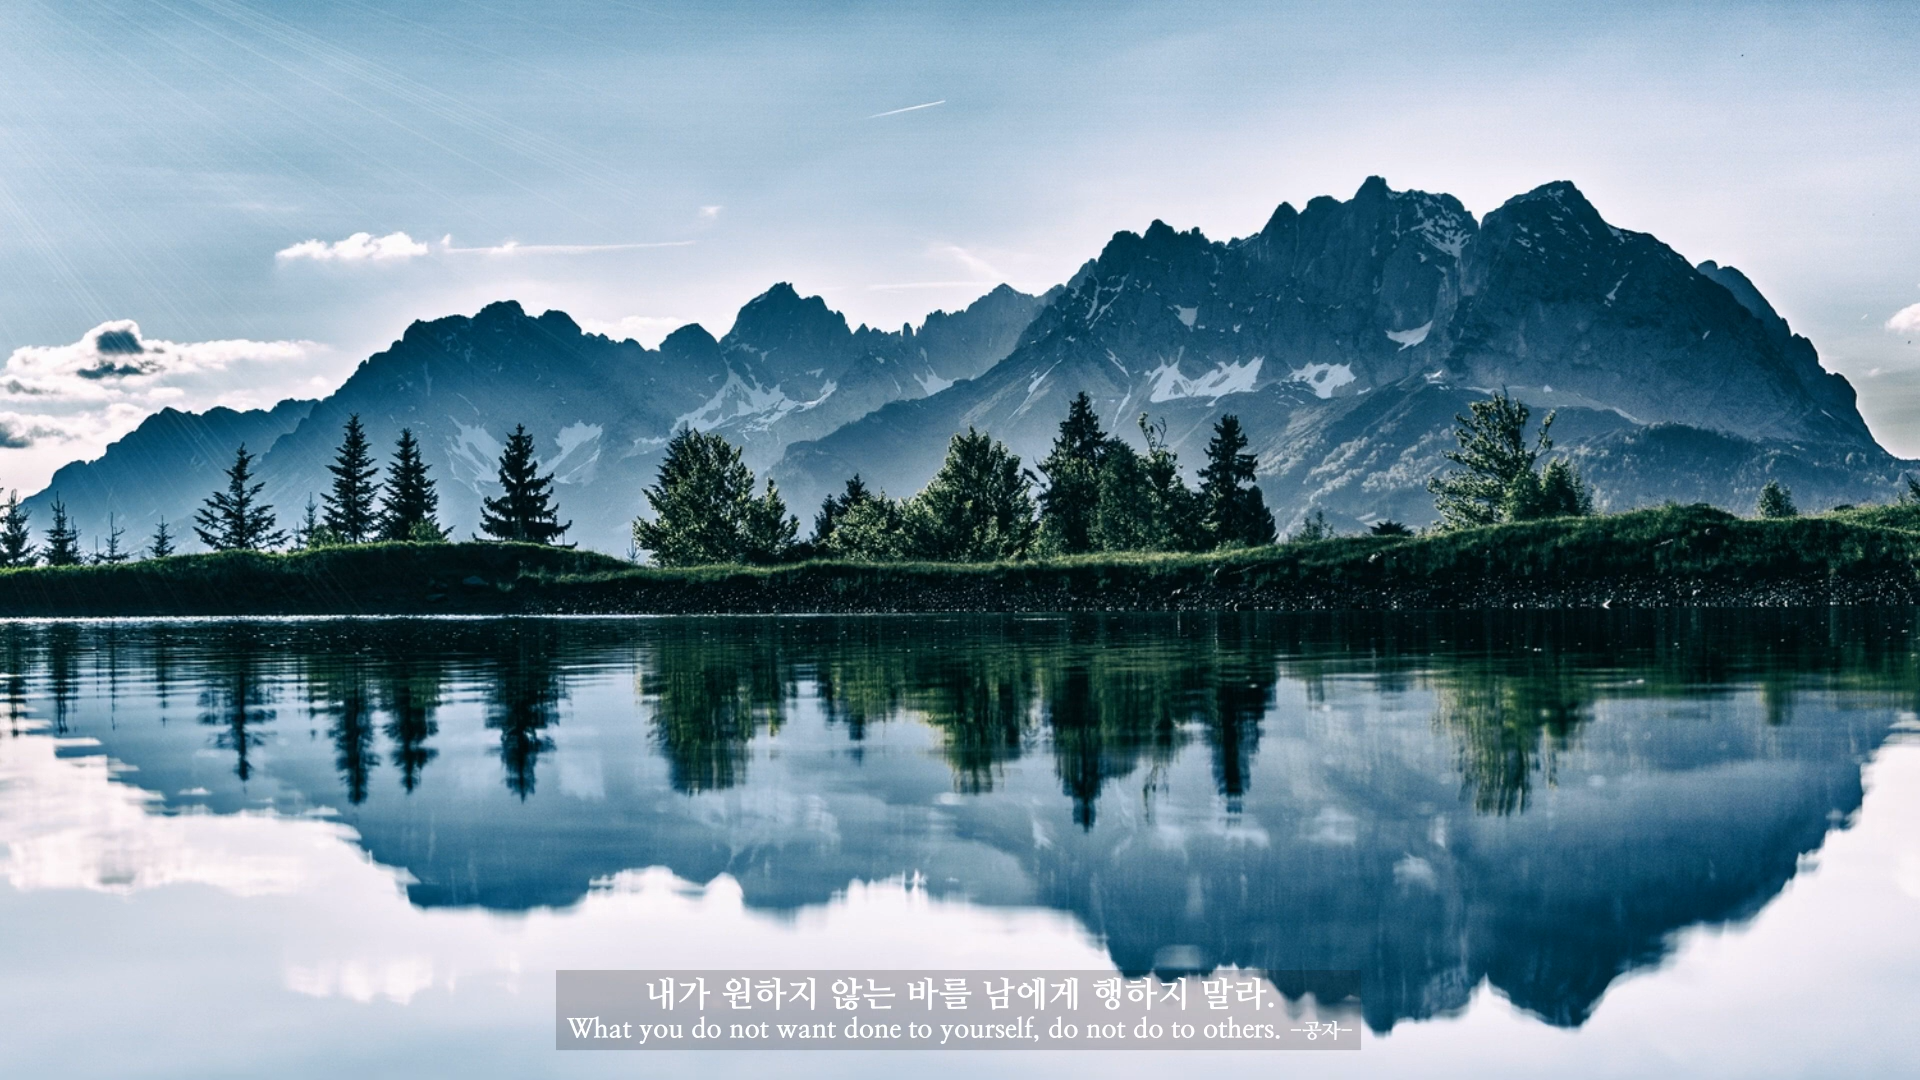 내가 원하지 않는 바를 남에게 행하지 말라.
What you do not want done to yourself, do not do to others. -공자-